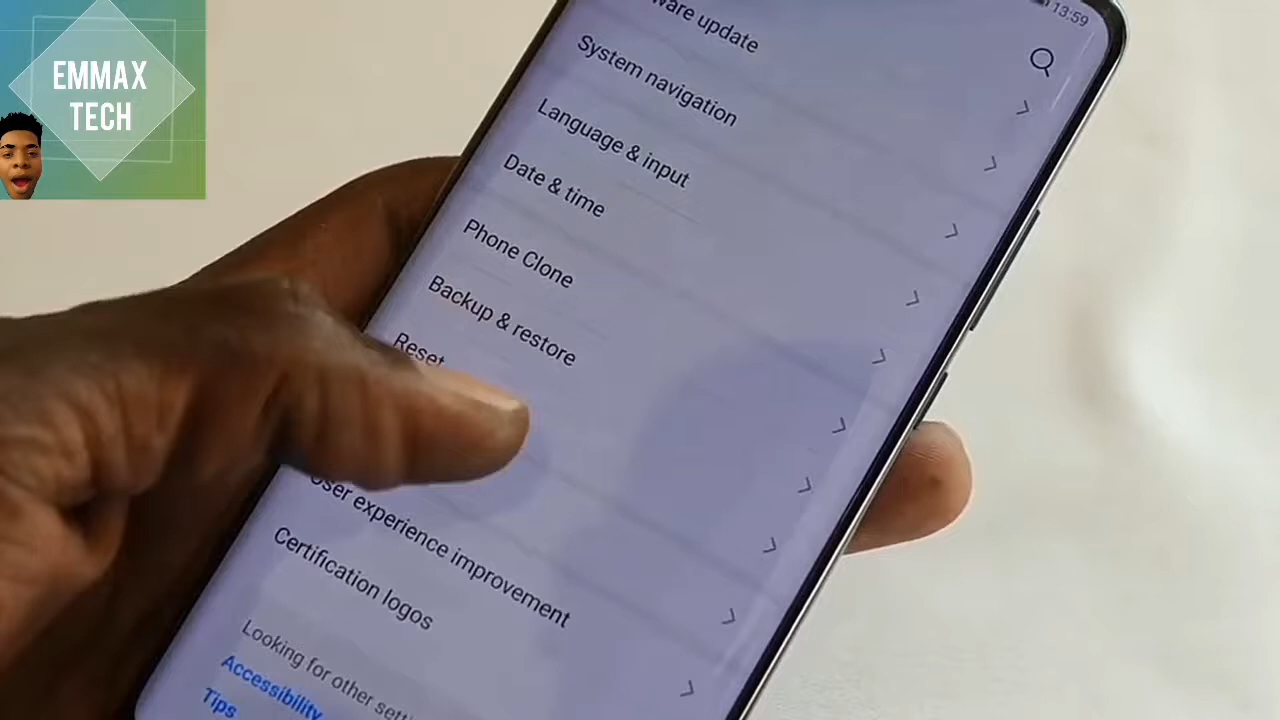 EMMAX
TECH
13:59
update
System navigation
Language & input
Date & time
Phone Clone
Backup & restore
Reset
User experience improvement
Certification logos
Looking for other
Accessibility
Tips